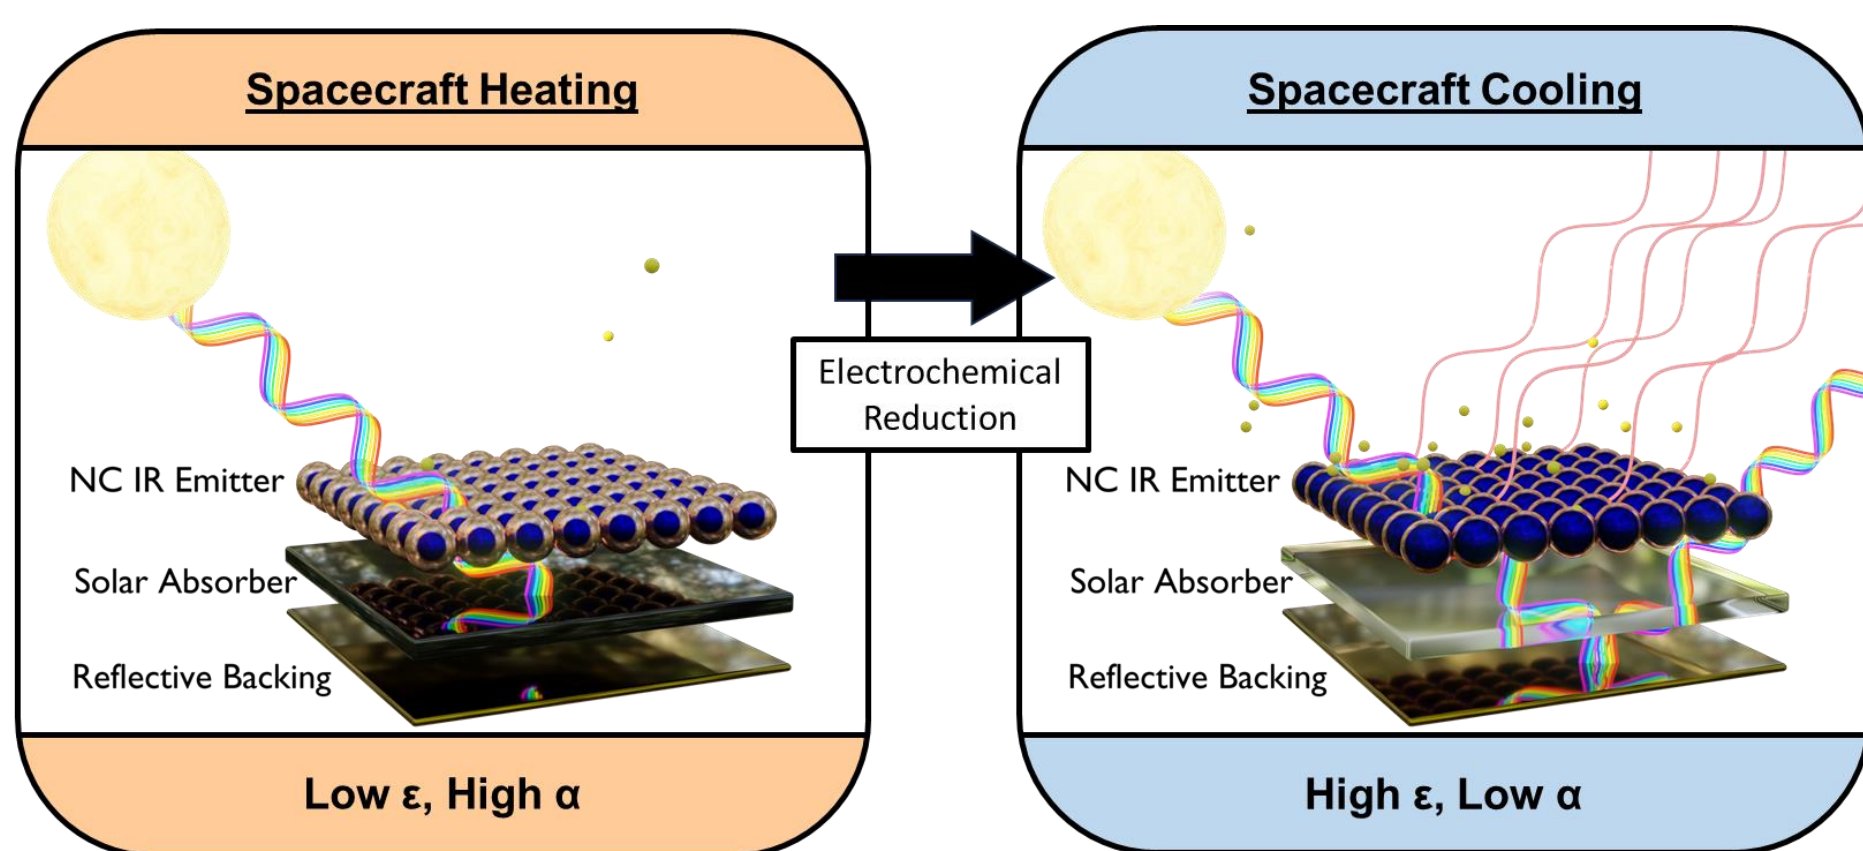 Spacecraft Heating
NC IR Emitter
Solar Absorber
Reflective Backing
Low ε, High α
Electrochemical
Reduction
Spacecraft Cooling
NC IR Emitter
Solar Absorber
Reflective Backing
High ε, Low α